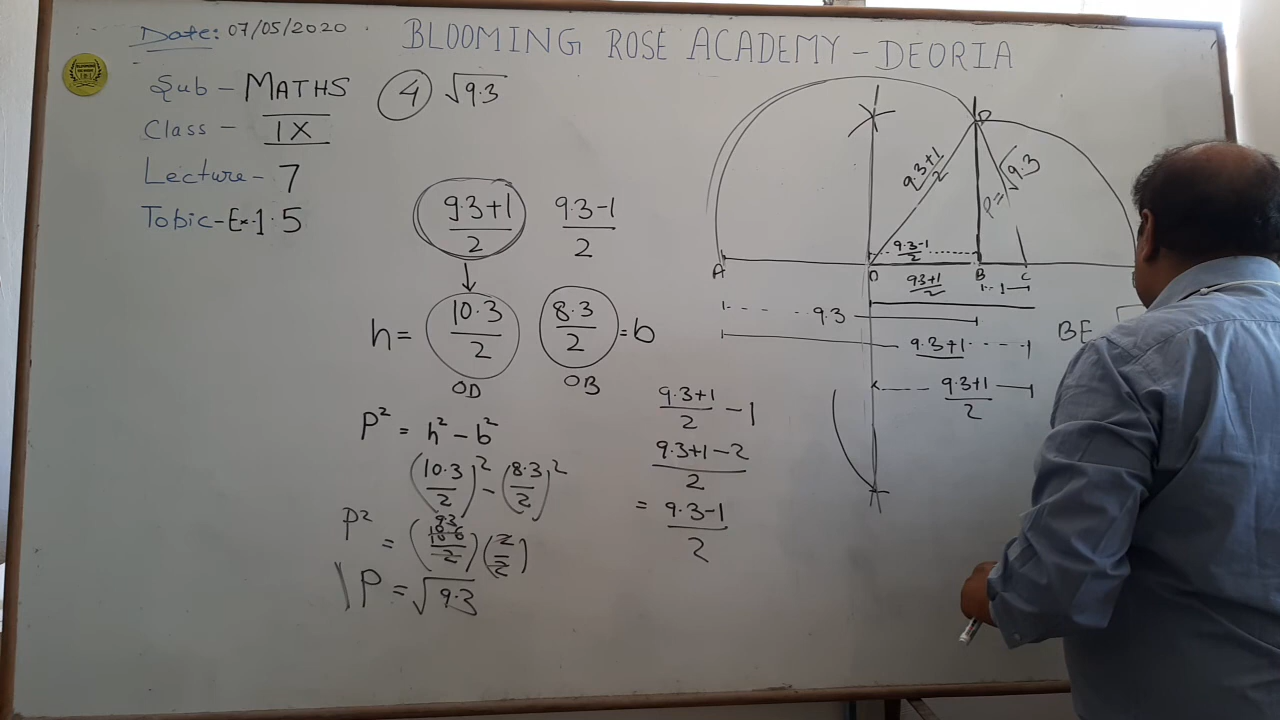 Date: 07/05/2020
BLOOMING ROSE ACADEMY - DEORIA
Sub - MATHS
Class - IX
Lecture - 7
Tobic - Ex. 1.5
4 √9.3
9.3+1/2 9.3-1/2
h = 10.3/2 8.3/2 = b
OD OB
P² = h² - b²
(10.3/2)² - (8.3/2)²
P² = ( /2)(2/2)
P = √9.3
9.3+1/2 - 1
9.3+1-2/2
= 9.3-1/2
D
9.3+1/2
P = √9.3
9.3-1/2
A O B C
9.3+1/2
1
9.3
9.3+1
9.3+1/2
BE